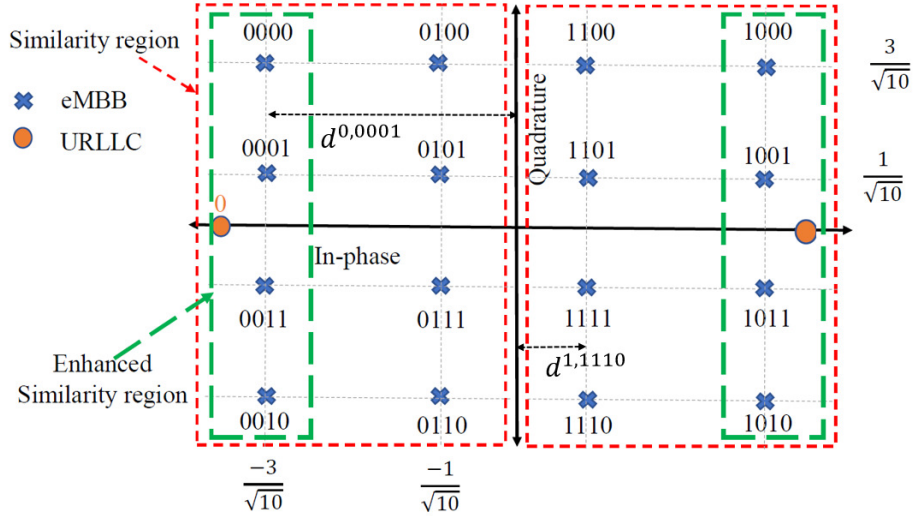 0000 0100 1100 1000
Similarity region
3/√10
eMBB
URLLC
d^{0,0001}
Quadrature
0001 0101 1101 1001
1/√10
0
In-phase
0011 0111 1111 1011
d^{1,1110}
Enhanced
Similarity region
0010 0110 1110 1010
-3/√10 -1/√10